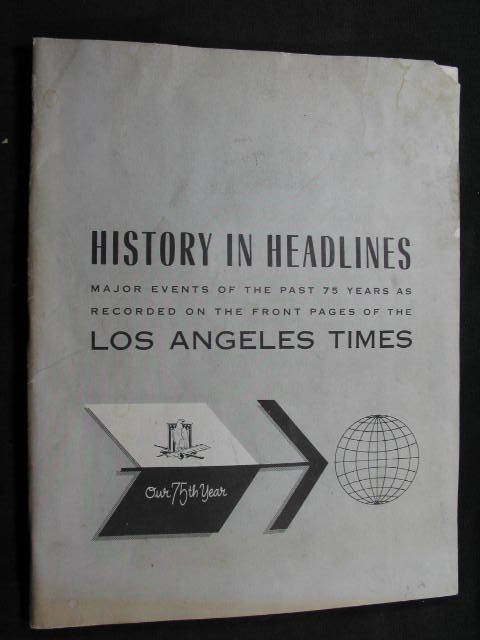 HISTORY IN HEADLINES
MAJOR EVENTS OF THE PAST 75 YEARS AS
RECORDED ON THE FRONT PAGES OF THE
LOS ANGELES TIMES
Our 75th Year